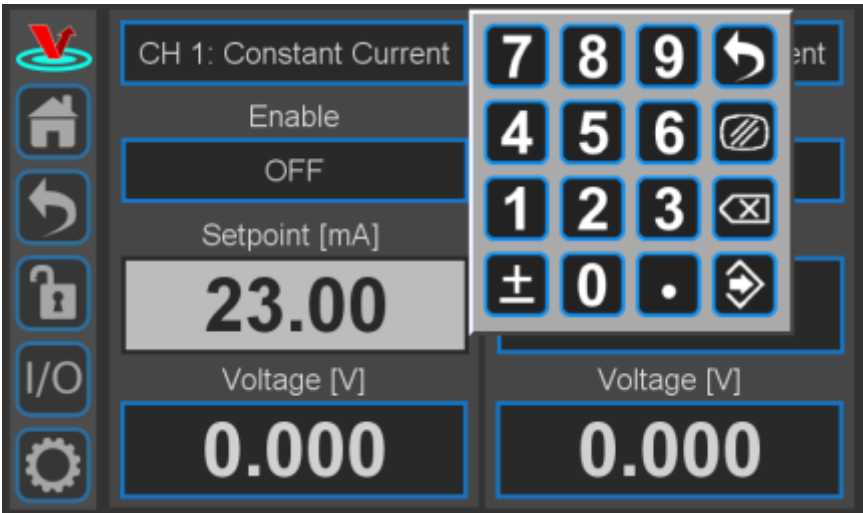 CH 1: Constant Current
ent
Enable
OFF
Setpoint [mA]
23.00
Voltage [V]
0.000
Voltage [V]
0.000
7 8 9
4 5 6
1 2 3
± 0 .
I/O